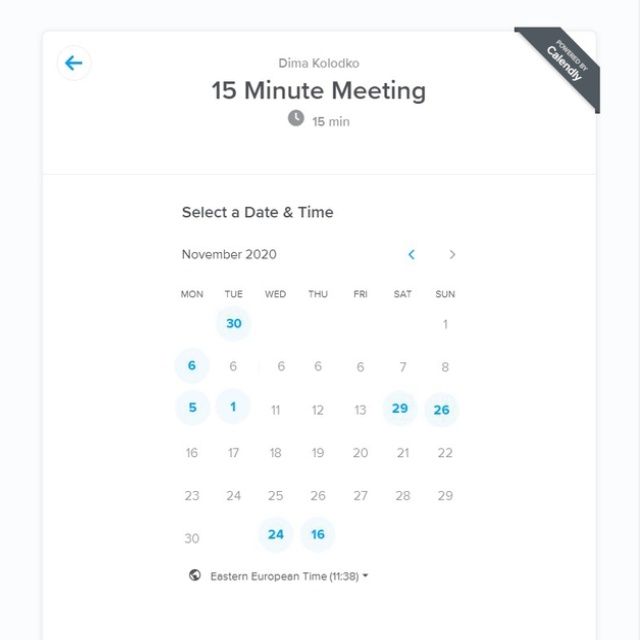 POWERED BY
Calendly
Dima Kolodko
15 Minute Meeting
15 min
Select a Date & Time
November 2020
MON TUE WED THU FRI SAT SUN
30 1
6 6 6 6 6 7 8
5 1 11 12 13 29 26
16 17 18 19 20 21 22
23 24 25 26 27 28 29
30 24 16
Eastern European Time (11:38)